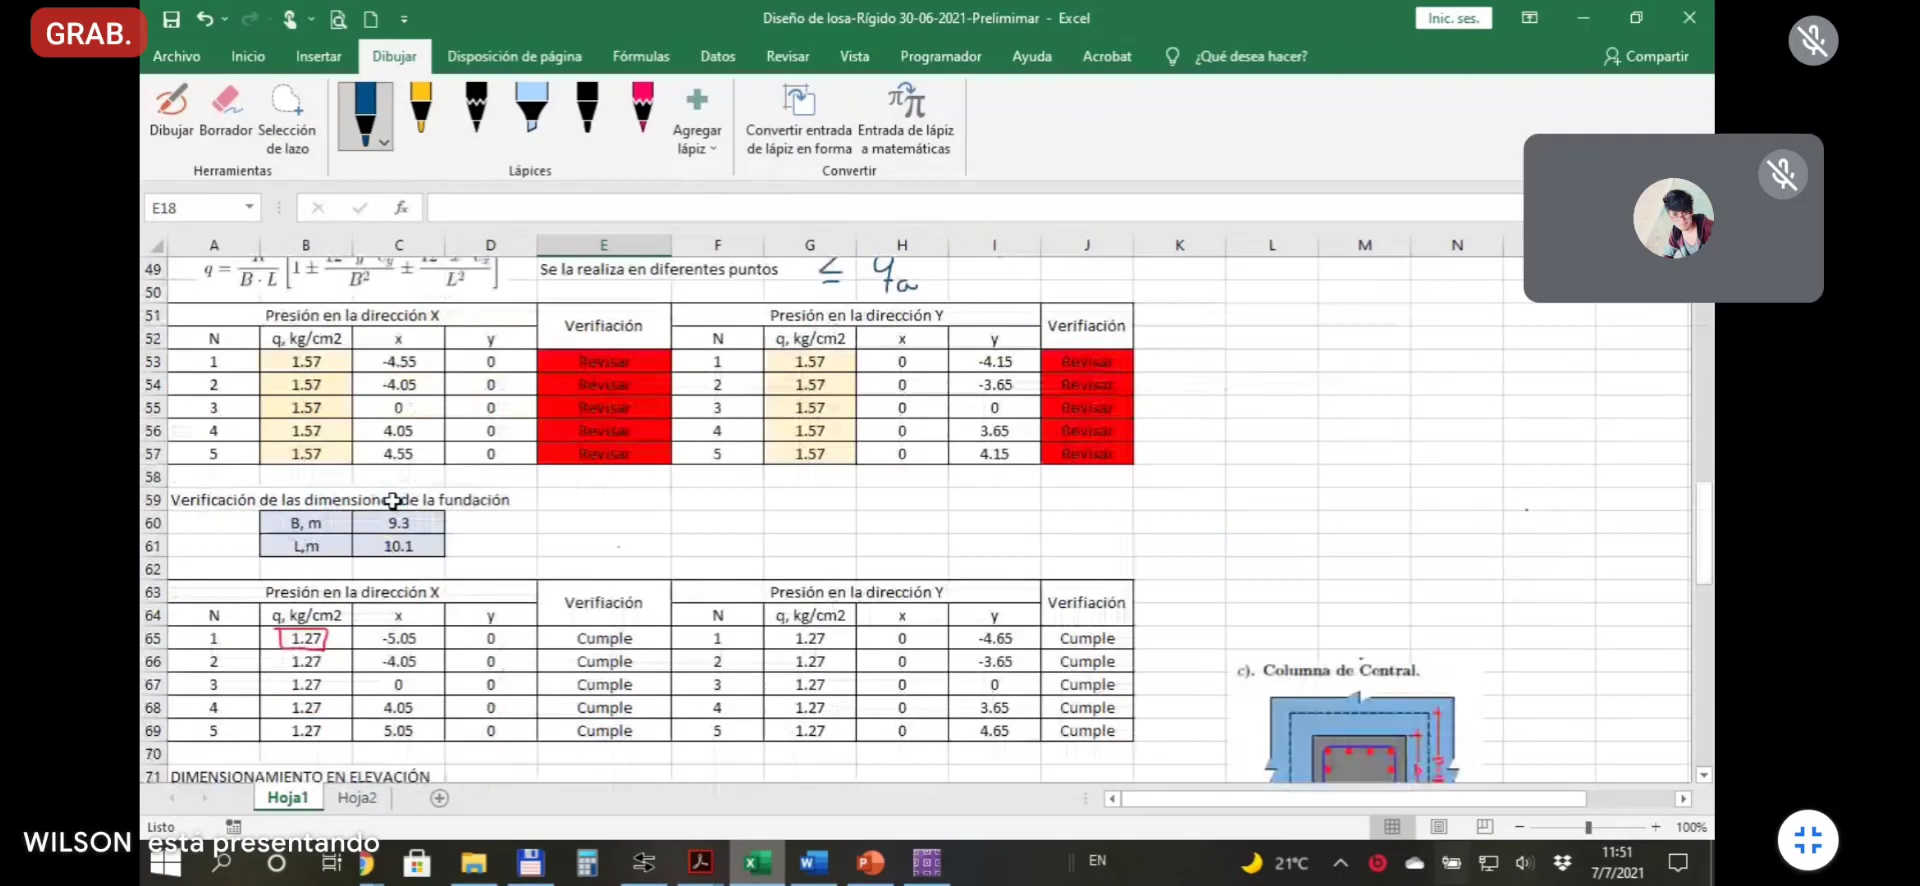 GRAB.
Diseño de losa-Rígido 30-06-2021-Prelimimar - Excel
Inic. ses.
Archivo Inicio Insertar Dibujar Disposición de página Fórmulas Datos Revisar Vista Programador Ayuda Acrobat ¿Qué desea hacer? Compartir
Dibujar Borrador Selección de lazo
Agregar lápiz
Convertir entrada de lápiz en forma
Entrada de lápiz a matemáticas
Herramientas Lápices Convertir
E18 fx
A B C D E F G H I J K L M N
49 q = B · L [1 ± B² ± L²] Se la realiza en diferentes puntos ≤ qa
50
51 Presión en la dirección X Verifiación Presión en la dirección Y Verifiación
52 N q, kg/cm2 x y N q, kg/cm2 x y
53 1 1.57 -4.55 0 Revisar 1 1.57 0 -4.15 Revisar
54 2 1.57 -4.05 0 Revisar 2 1.57 0 -3.65 Revisar
55 3 1.57 0 0 Revisar 3 1.57 0 0 Revisar
56 4 1.57 4.05 0 Revisar 4 1.57 0 3.65 Revisar
57 5 1.57 4.55 0 Revisar 5 1.57 0 4.15 Revisar
58
59 Verificación de las dimensiones de la fundación
60 B, m 9.3
61 L,m 10.1
62
63 Presión en la dirección X Verifiación Presión en la dirección Y Verifiación
64 N q, kg/cm2 x y N q, kg/cm2 x y
65 1 1.27 -5.05 0 Cumple 1 1.27 0 -4.65 Cumple
66 2 1.27 -4.05 0 Cumple 2 1.27 0 -3.65 Cumple
67 3 1.27 0 0 Cumple 3 1.27 0 0 Cumple
68 4 1.27 4.05 0 Cumple 4 1.27 0 3.65 Cumple
69 5 1.27 5.05 0 Cumple 5 1.27 0 4.65 Cumple
70
71 DIMENSIONAMIENTO EN ELEVACIÓN
c). Columna de Central.
Hoja1 Hoja2
Listo
100%
WILSON está presentando
EN
21°C
11:51
7/7/2021